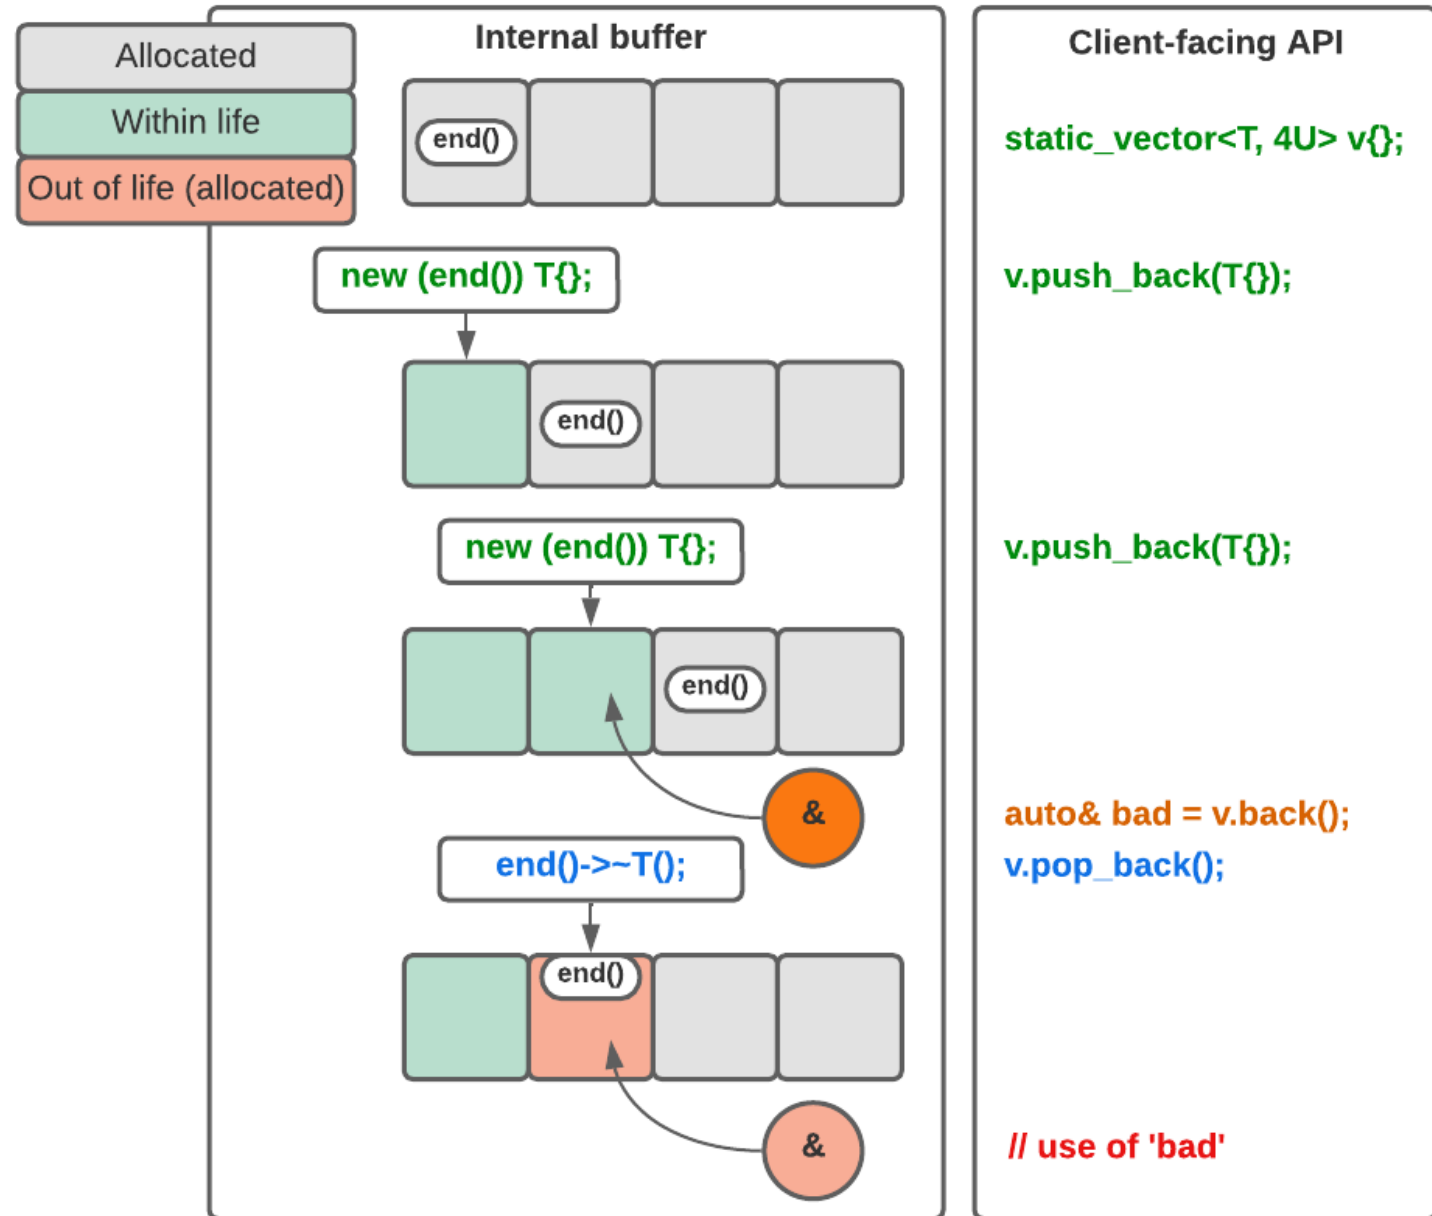 Internal buffer
Client-facing API
Allocated
Within life
Out of life (allocated)
end()
static_vector<T, 4U> v{};
new (end()) T{};
v.push_back(T{});
end()
new (end()) T{};
v.push_back(T{});
end()
&
auto& bad = v.back();
end()->~T();
v.pop_back();
end()
&
// use of 'bad'